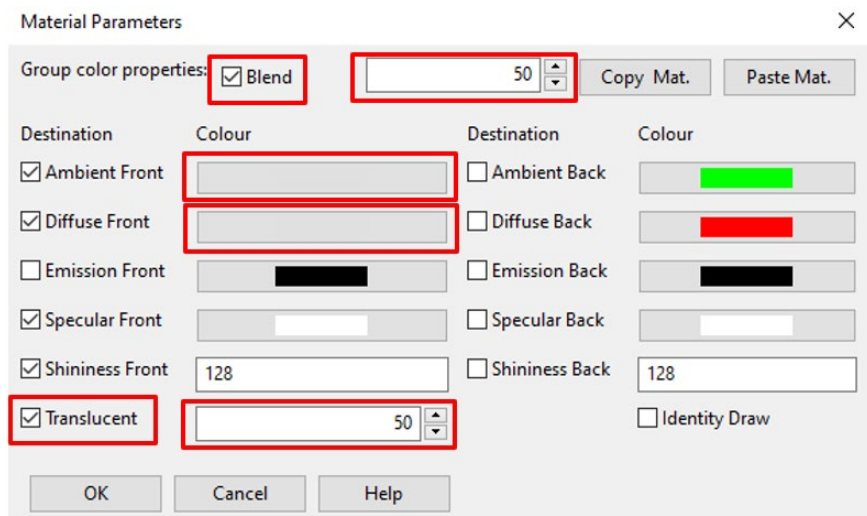 Material Parameters
Group color properties: Blend 50 Copy Mat. Paste Mat.
Destination Colour Destination Colour
Ambient Front Ambient Back
Diffuse Front Diffuse Back
Emission Front Emission Back
Specular Front Specular Back
Shininess Front 128 Shininess Back 128
Translucent 50 Identity Draw
OK Cancel Help